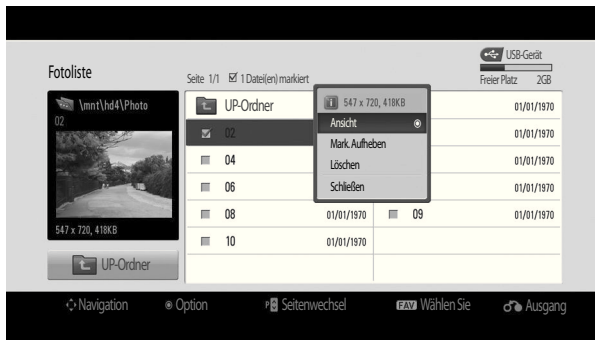 USB-Gerät
Fotoliste
Seite 1/1 1 Datei(en) markiert
Freier Platz 2GB
\mnt\hd4\Photo
02
UP-Ordner
547 x 720, 418KB
Ansicht
Mark. Aufheben
Löschen
Schließen
01/01/1970
02
01/01/1970
04
01/01/1970
06
01/01/1970
08 01/01/1970 09 01/01/1970
10 01/01/1970
547 x 720, 418KB
UP-Ordner
Navigation Option P Seitenwechsel FAV Wählen Sie Ausgang